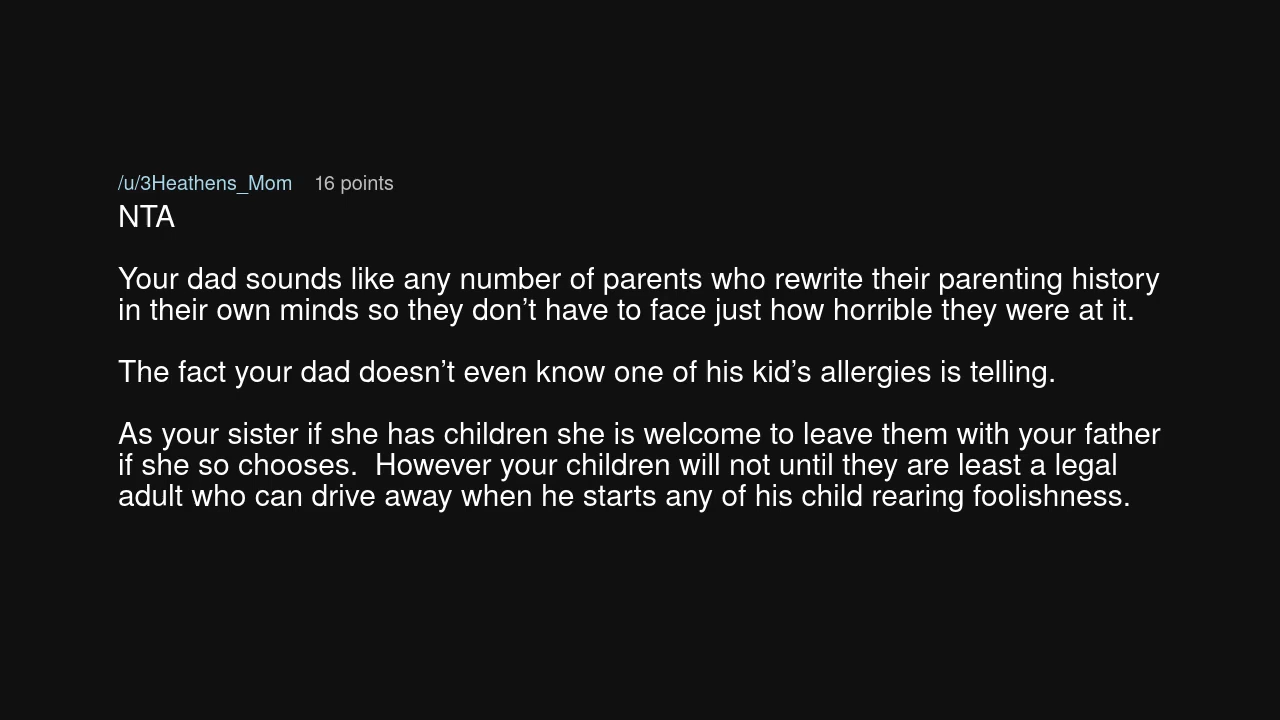 /u/3Heathens_Mom 16 points
NTA
Your dad sounds like any number of parents who rewrite their parenting history
in their own minds so they don’t have to face just how horrible they were at it.
The fact your dad doesn’t even know one of his kid’s allergies is telling.
As your sister if she has children she is welcome to leave them with your father
if she so chooses.  However your children will not until they are least a legal
adult who can drive away when he starts any of his child rearing foolishness.